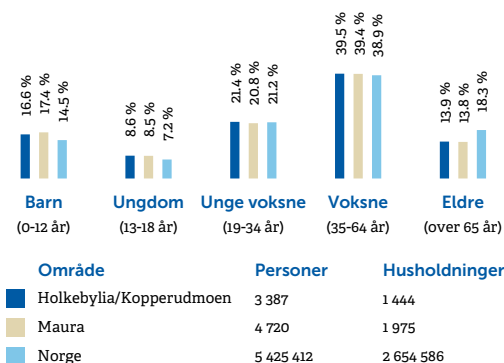 16.6 % 17.4 % 14.5 %
8.6 % 8.5 % 7.2 %
21.4 % 20.8 % 21.2 %
39.5 % 39.4 % 38.9 %
13.9 % 13.8 % 18.3 %
Barn Ungdom Unge voksne Voksne Eldre
(0-12 år) (13-18 år) (19-34 år) (35-64 år) (over 65 år)
Område Personer Husholdninger
Holkebylia/Kopperudmoen 3 387 1 444
Maura 4 720 1 975
Norge 5 425 412 2 654 586